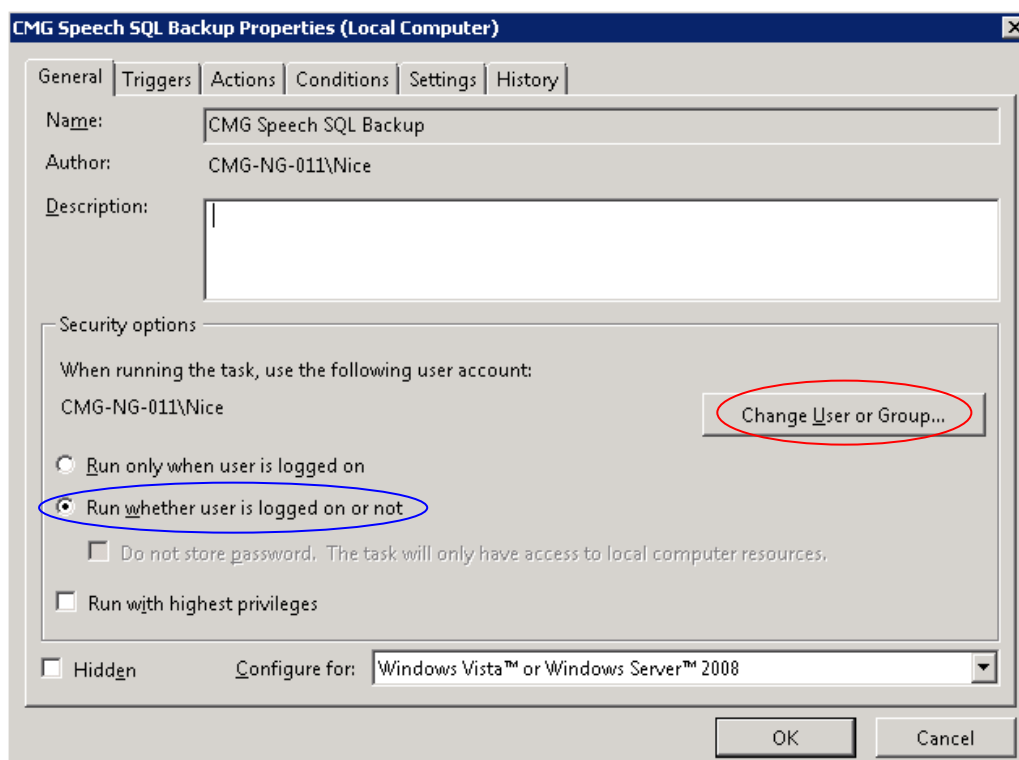 CMG Speech SQL Backup Properties (Local Computer)
General Triggers Actions Conditions Settings History
Name: CMG Speech SQL Backup
Author: CMG-NG-011\Nice
Description:
Security options
When running the task, use the following user account:
CMG-NG-011\Nice
Change User or Group...
Run only when user is logged on
Run whether user is logged on or not
Do not store password. The task will only have access to local computer resources.
Run with highest privileges
Hidden Configure for: Windows Vista™ or Windows Server™ 2008
OK Cancel